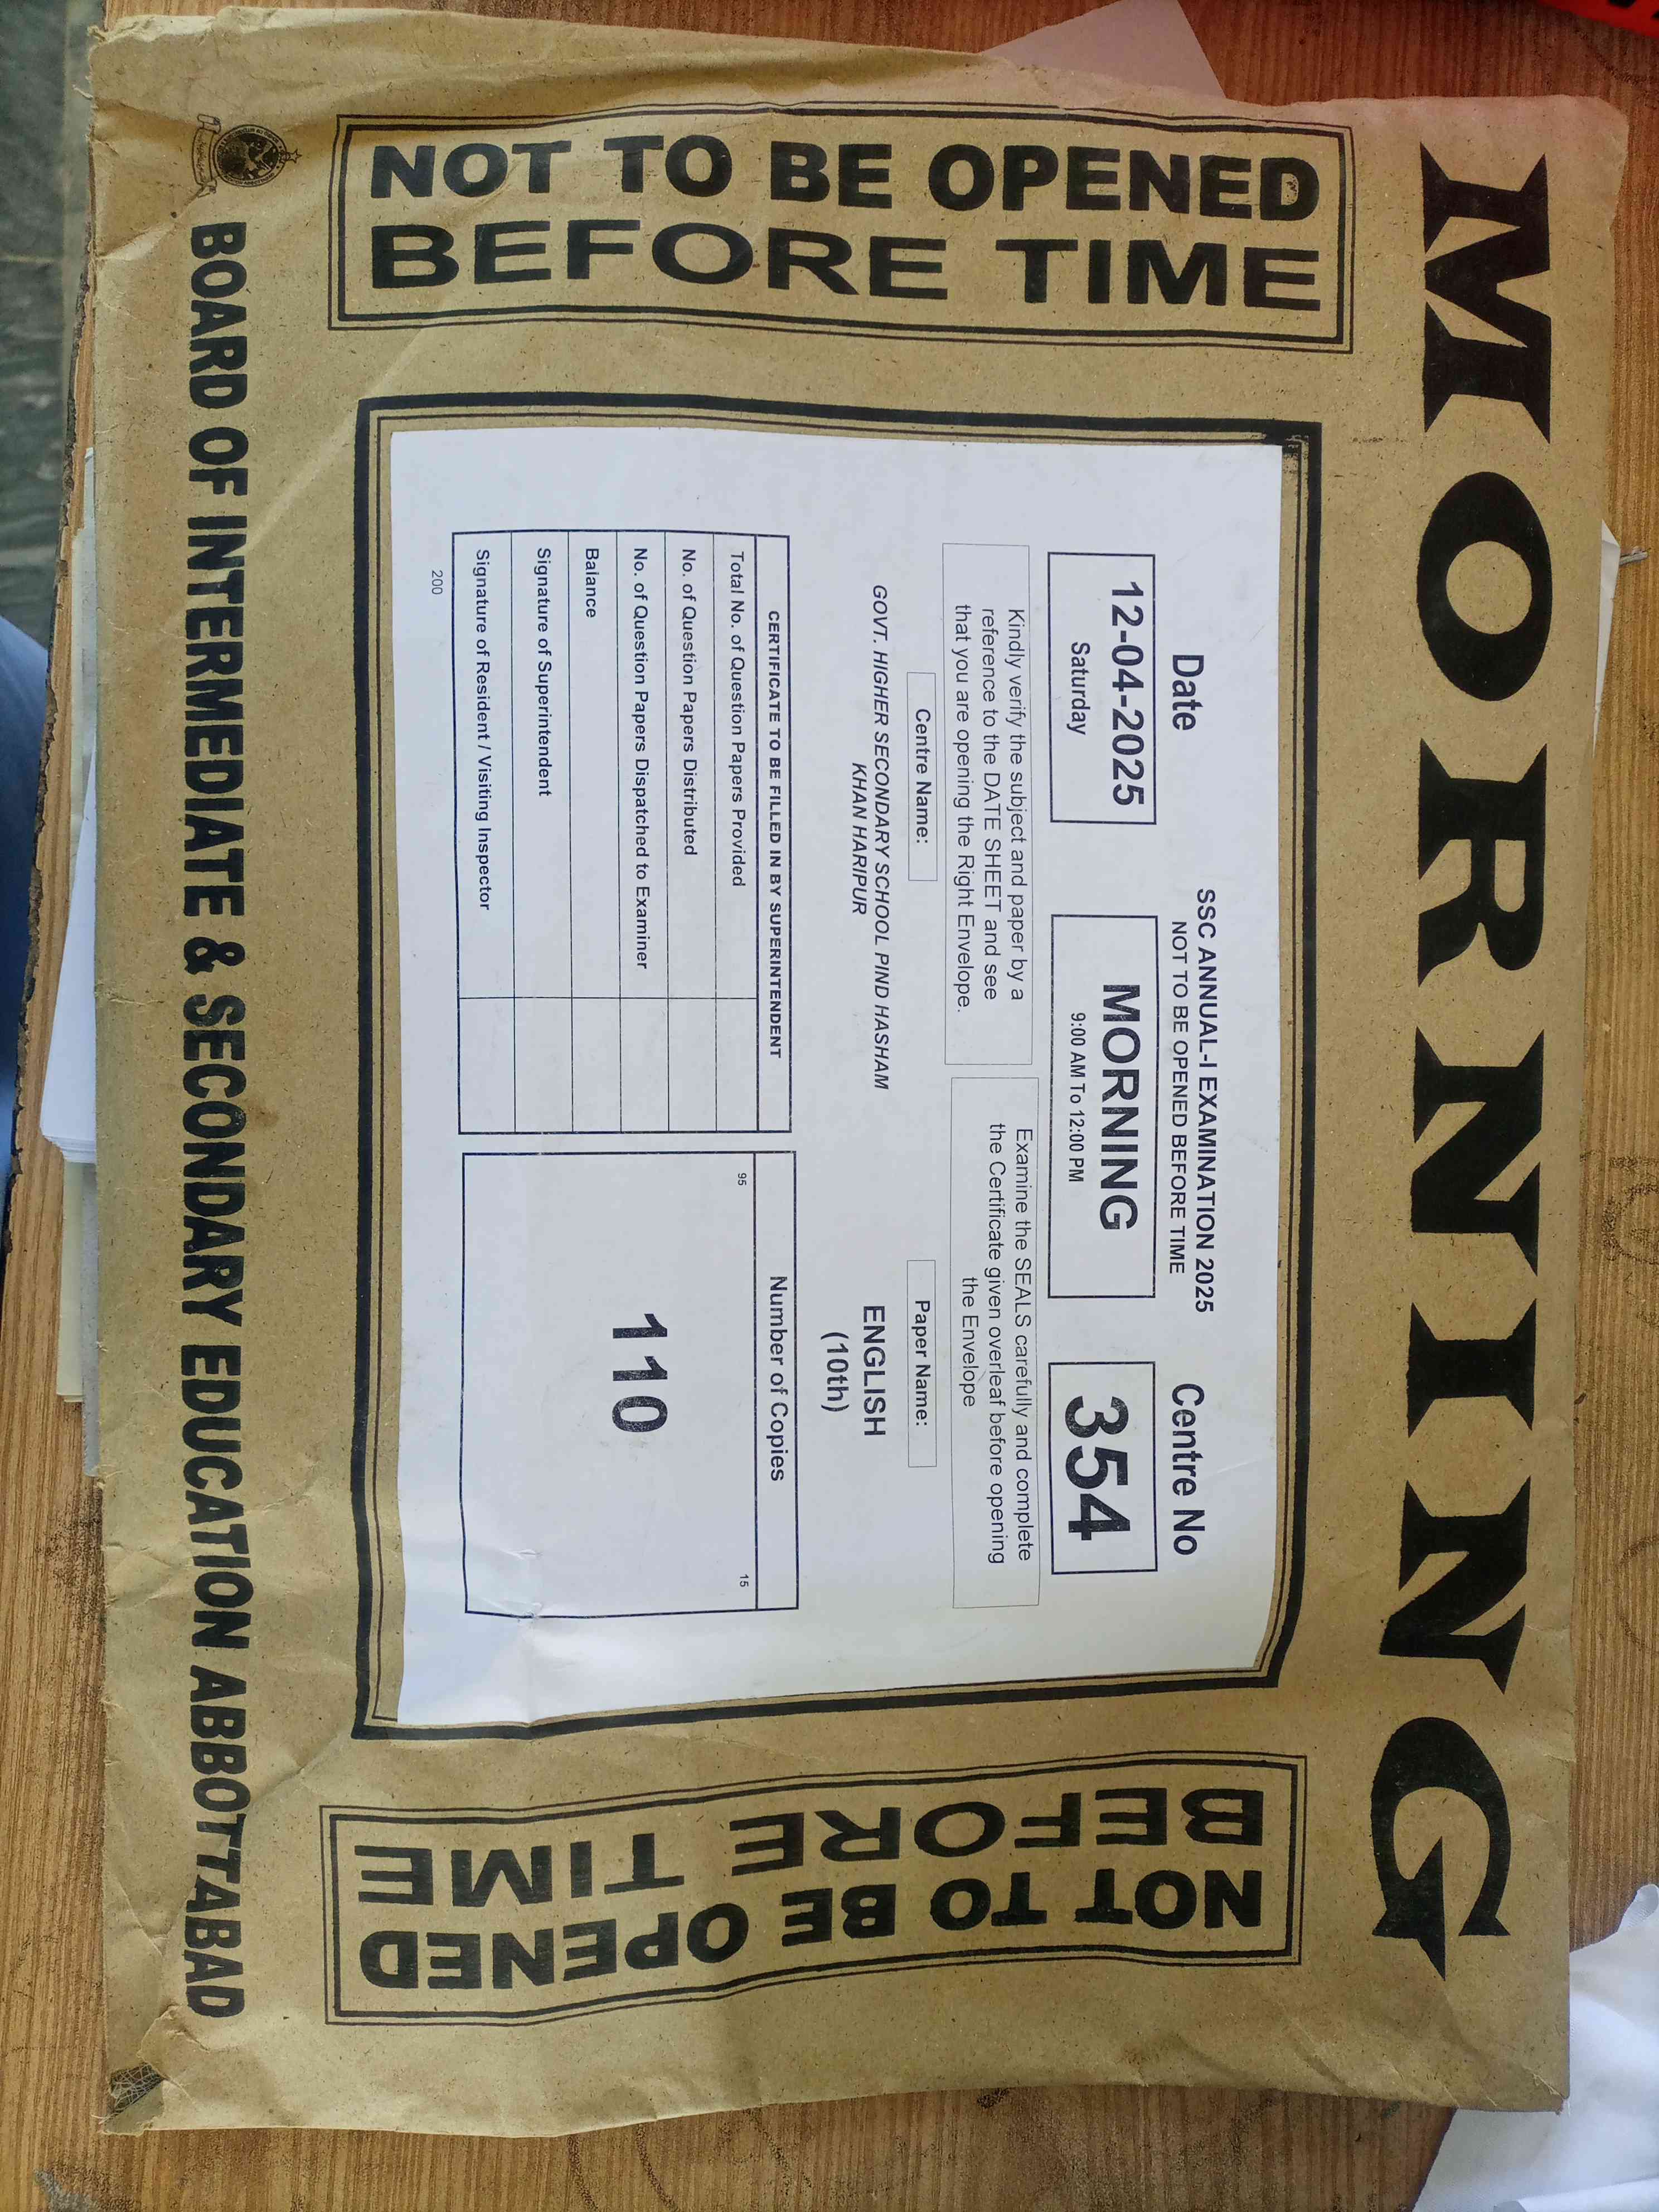 MORNING
NOT TO BE OPENED
BEFORE TIME
SSC ANNUAL-I EXAMINATION 2025
NOT TO BE OPENED BEFORE TIME
Date
Centre No
12-04-2025
Saturday
MORNING
9:00 AM To 12:00 PM
354
Kindly verify the subject and paper by a
reference to the DATE SHEET and see
that you are opening the Right Envelope.
Examine the SEALS carefully and complete
the Certificate given overleaf before opening
the Envelope
Centre Name:
Paper Name:
GOVT. HIGHER SECONDARY SCHOOL PIND HASHAM
KHAN HARIPUR
ENGLISH
(10th)
CERTIFICATE TO BE FILLED IN BY SUPERINTENDENT
Total No. of Question Papers Provided
No. of Question Papers Distributed
No. of Question Papers Dispatched to Examiner
Balance
Signature of Superintendent
Signature of Resident / Visiting Inspector
200
Number of Copies
95
15
110
NOT TO BE OPENED
BEFORE TIME
BOARD OF INTERMEDIATE & SECONDARY EDUCATION ABBOTTABAD